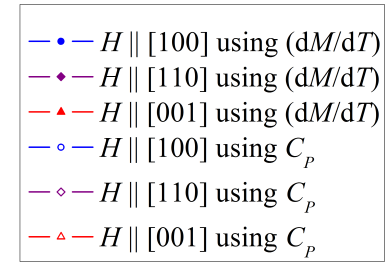 H || [100] using (dM/dT)
H || [110] using (dM/dT)
H || [001] using (dM/dT)
H || [100] using C_P
H || [110] using C_P
H || [001] using C_P